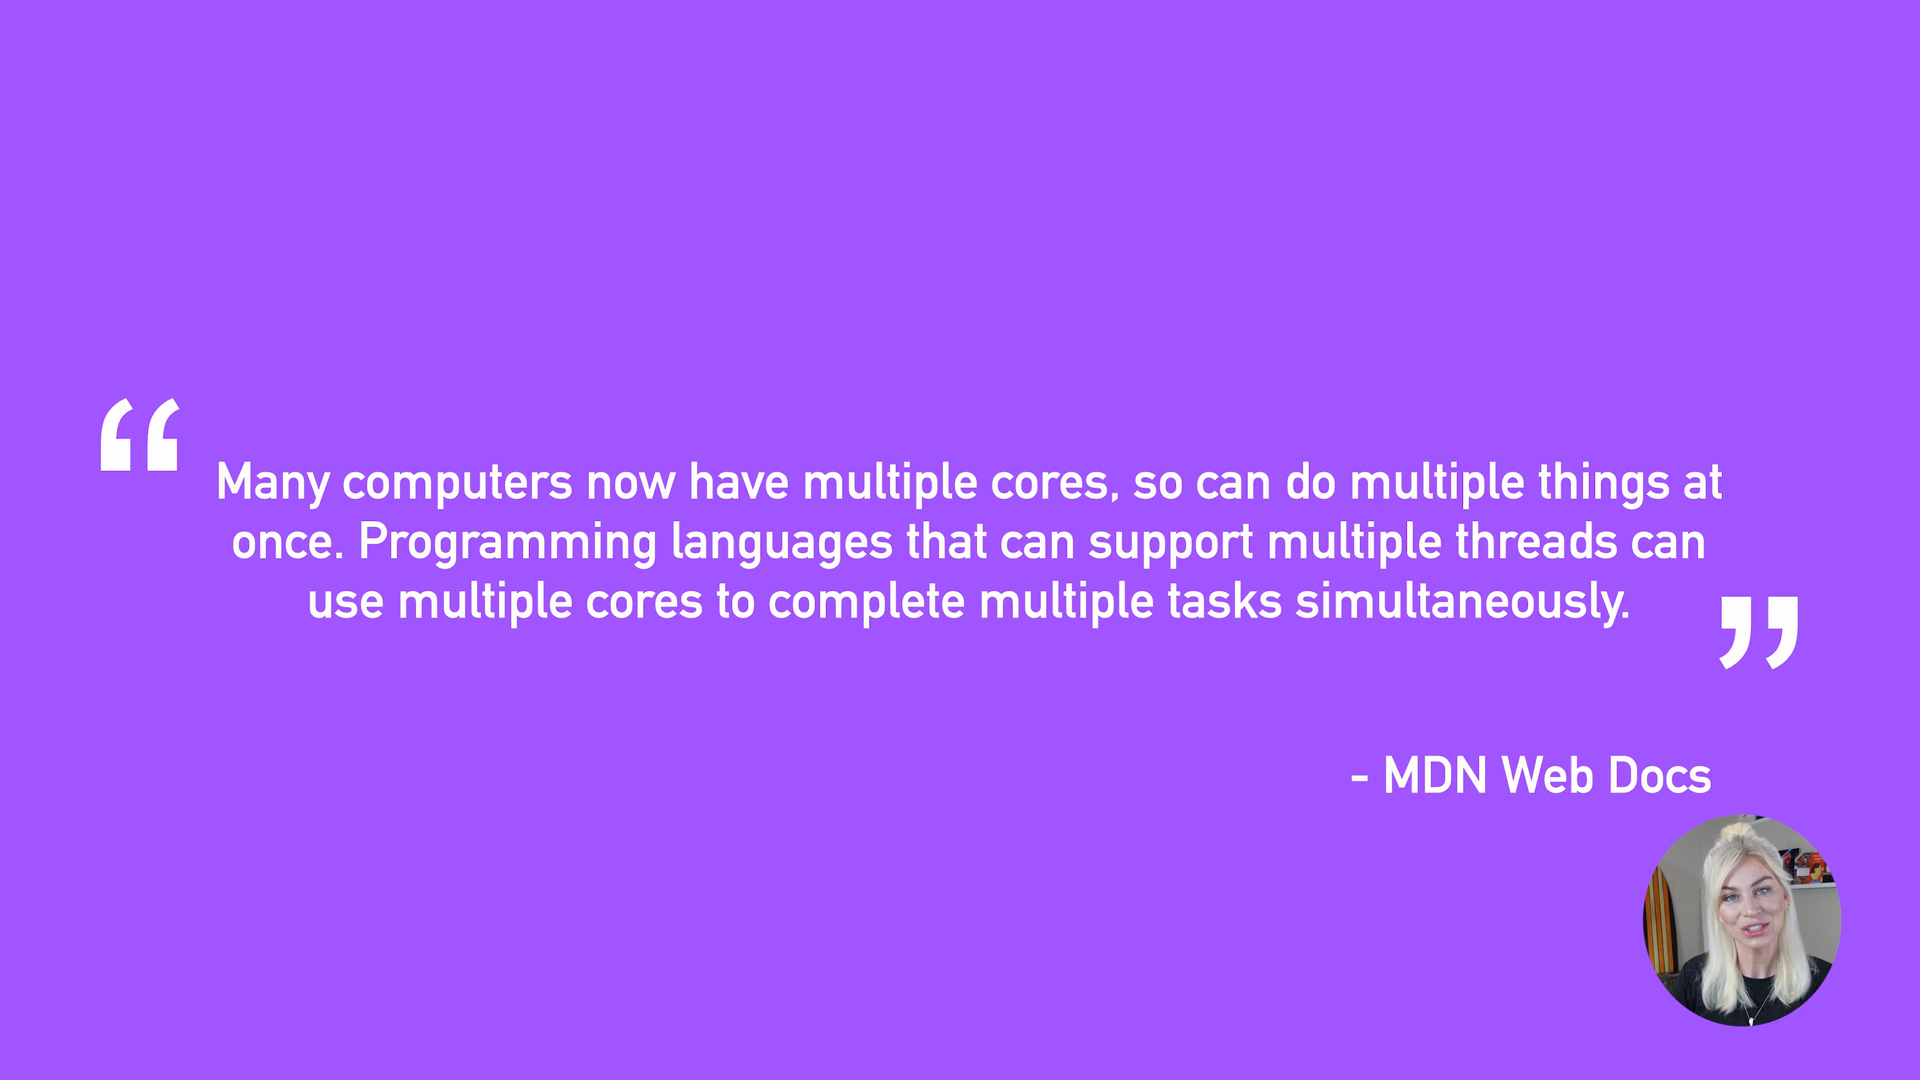 “ Many computers now have multiple cores, so can do multiple things at
once. Programming languages that can support multiple threads can
use multiple cores to complete multiple tasks simultaneously. ”
- MDN Web Docs